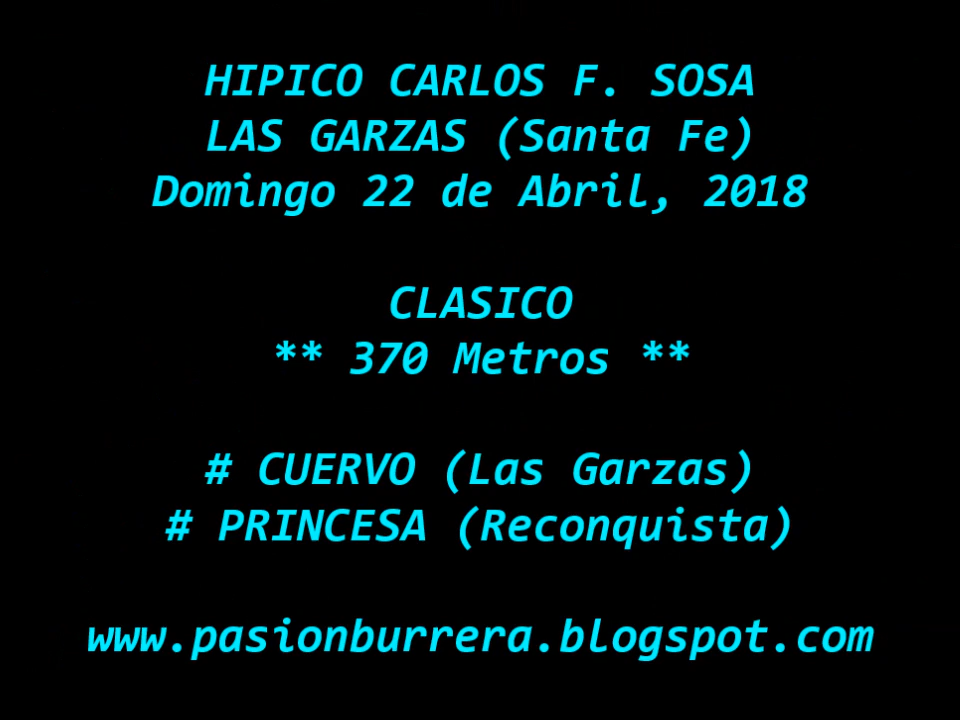 HIPICO CARLOS F. SOSA
LAS GARZAS (Santa Fe)
Domingo 22 de Abril, 2018
CLASICO
** 370 Metros **
# CUERVO (Las Garzas)
# PRINCESA (Reconquista)
www.pasionburrera.blogspot.com